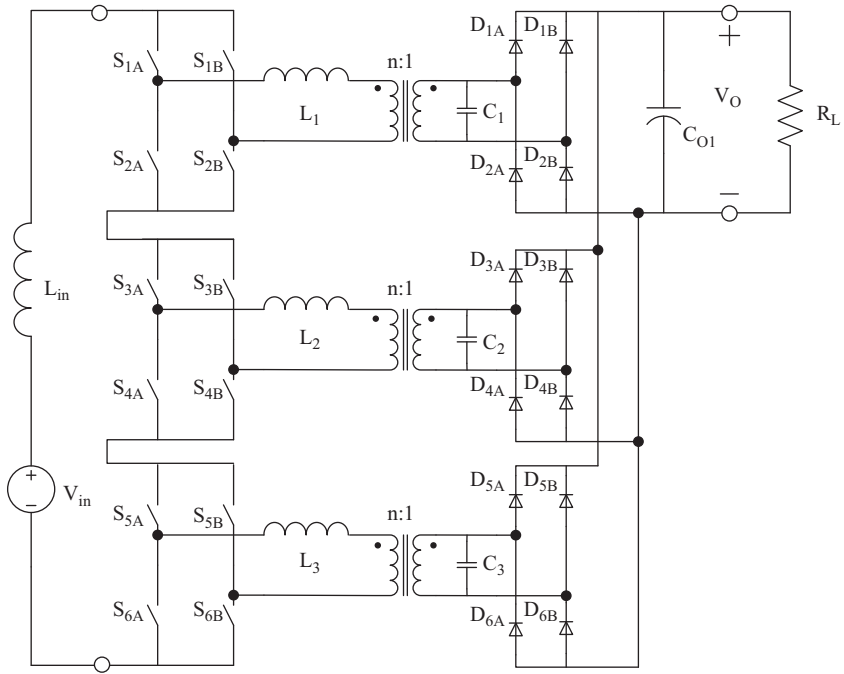 S1A S1B n:1 D1A D1B
L1 C1 + VO RL
CO1
S2A S2B D2A D2B −
Lin S3A S3B n:1 D3A D3B
L2 C2
S4A S4B D4A D4B
+ − Vin S5A S5B n:1 D5A D5B
L3 C3
S6A S6B D6A D6B